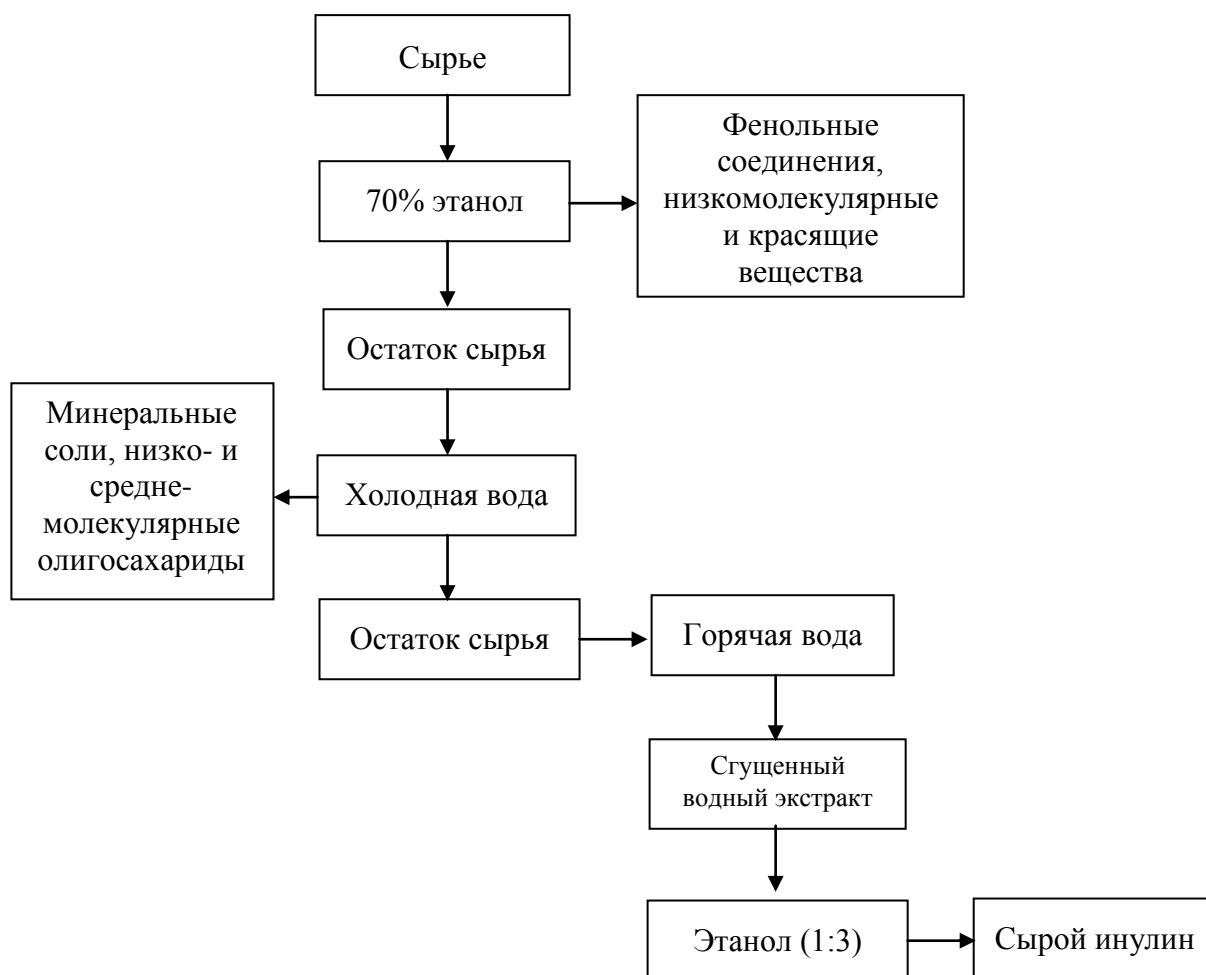 Сырье
Фенольные
соединения,
низкомолекулярные
и красящие
вещества
70% этанол
Остаток сырья
Минеральные
соли, низко- и
средне-
молекулярные
олигосахариды
Холодная вода
Остаток сырья
Горячая вода
Сгущенный
водный экстракт
Этанол (1:3)
Сырой инулин